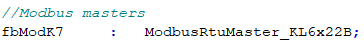 //Modbus masters
fbModK7    :    ModbusRtuMaster_KL6x22B;